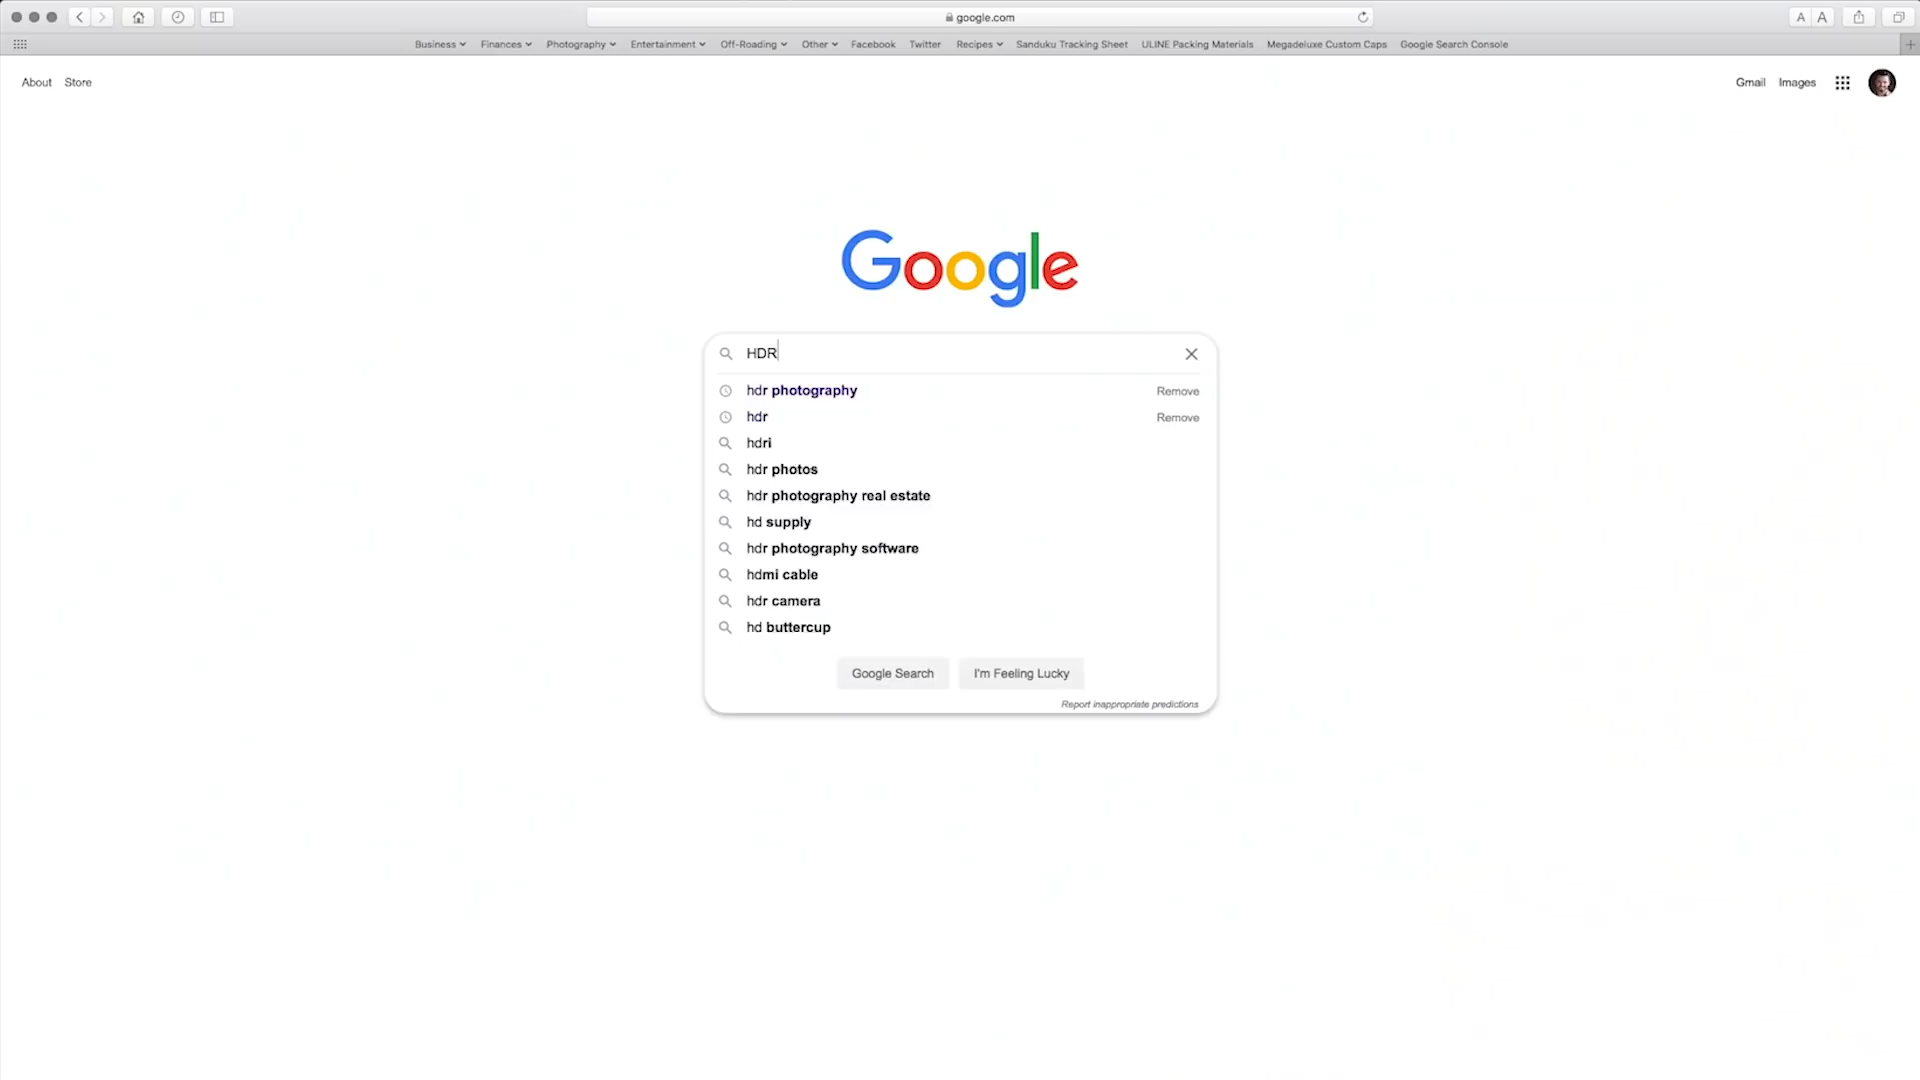 google.com
A A
Business Finances Photography Entertainment Off-Roading Other Facebook Twitter Recipes Sanduku Tracking Sheet ULINE Packing Materials Megadeluxe Custom Caps Google Search Console
About Store Gmail Images
Google
HDR
hdr photography Remove
hdr Remove
hdri
hdr photos
hdr photography real estate
hd supply
hdr photography software
hdmi cable
hdr camera
hd buttercup
Google Search I'm Feeling Lucky
Report inappropriate predictions